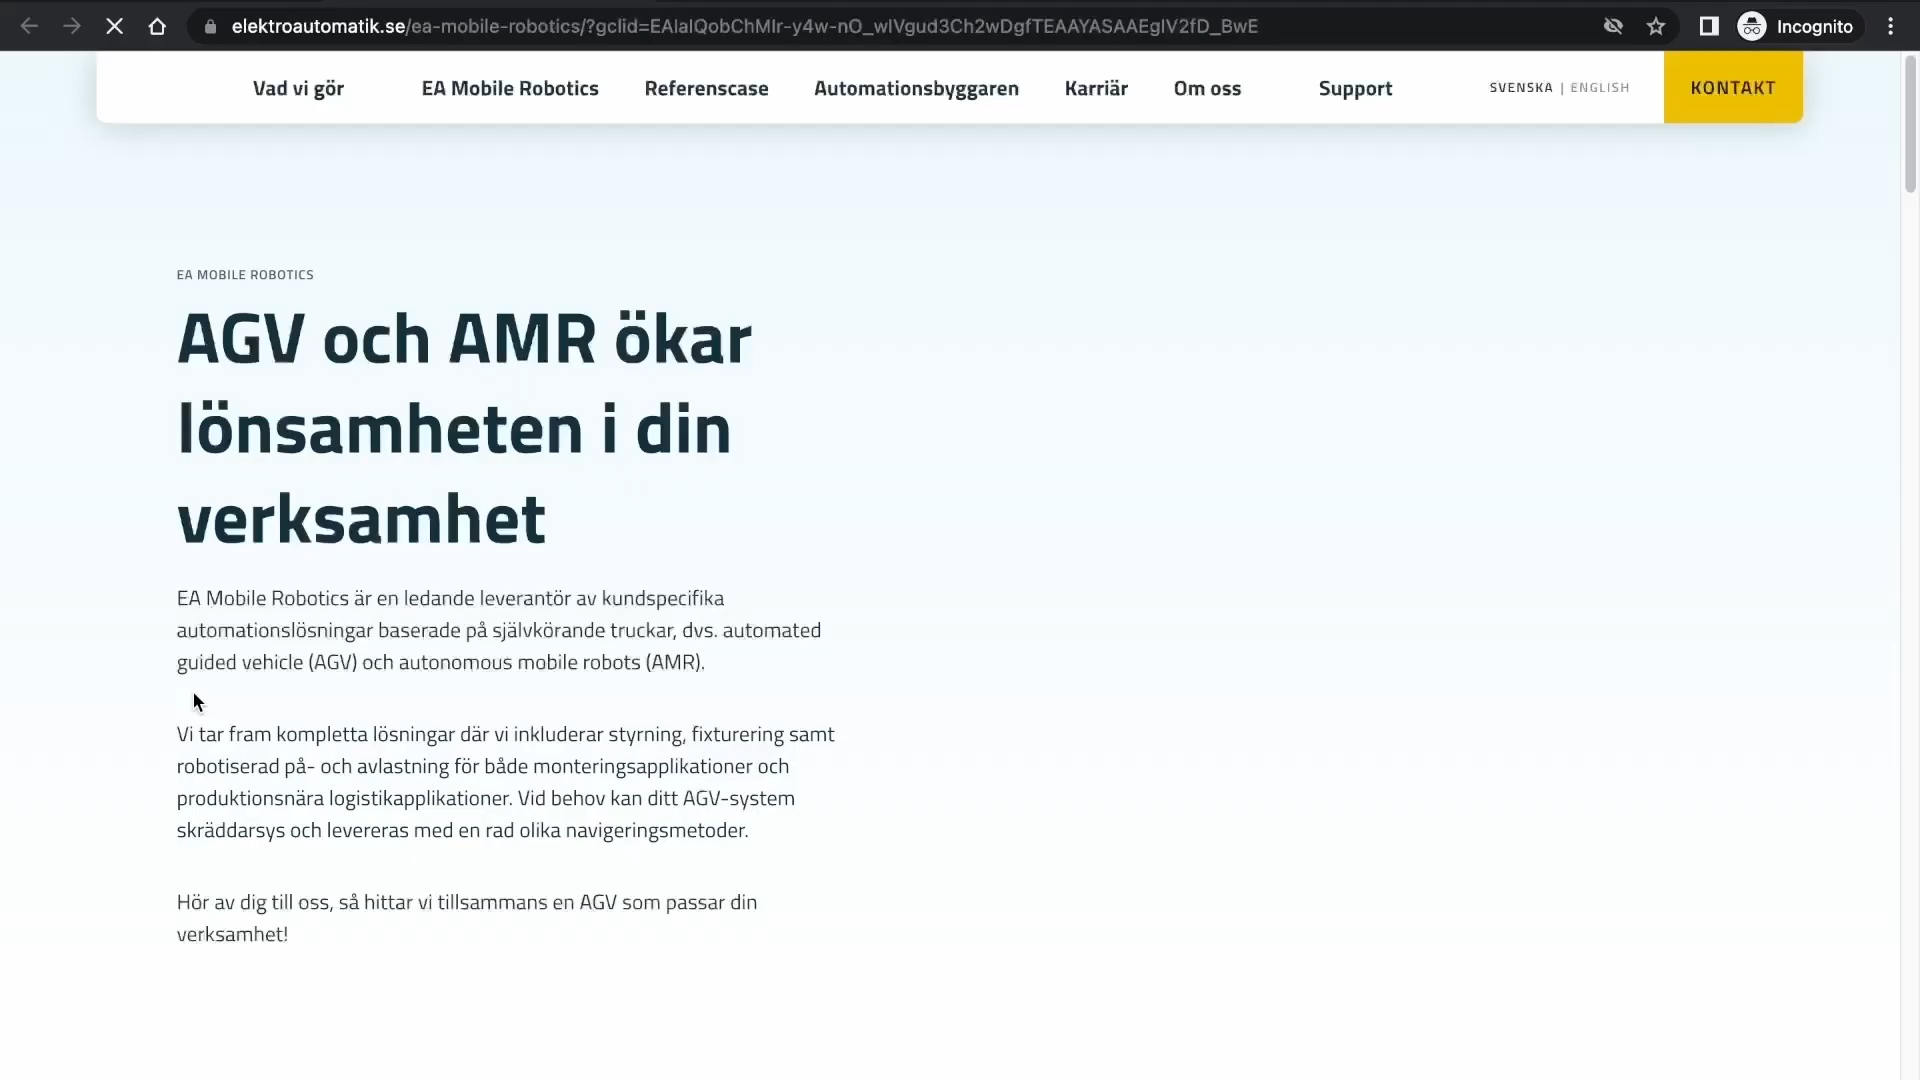 elektroautomatik.se/ea-mobile-robotics/?gclid=EAIaIQobChMIr-y4w-nO_wIVgud3Ch2wDgfTEAAYASAAEgIV2fD_BwE
Incognito
Vad vi gör EA Mobile Robotics Referenscase Automationsbyggaren Karriär Om oss Support SVENSKA | ENGLISH KONTAKT
EA MOBILE ROBOTICS
AGV och AMR ökar
lönsamheten i din
verksamhet
EA Mobile Robotics är en ledande leverantör av kundspecifika
automationslösningar baserade på självkörande truckar, dvs. automated
guided vehicle (AGV) och autonomous mobile robots (AMR).
Vi tar fram kompletta lösningar där vi inkluderar styrning, fixturering samt
robotiserad på- och avlastning för både monteringsapplikationer och
produktionsnära logistikapplikationer. Vid behov kan ditt AGV-system
skräddarsys och levereras med en rad olika navigeringsmetoder.
Hör av dig till oss, så hittar vi tillsammans en AGV som passar din
verksamhet!